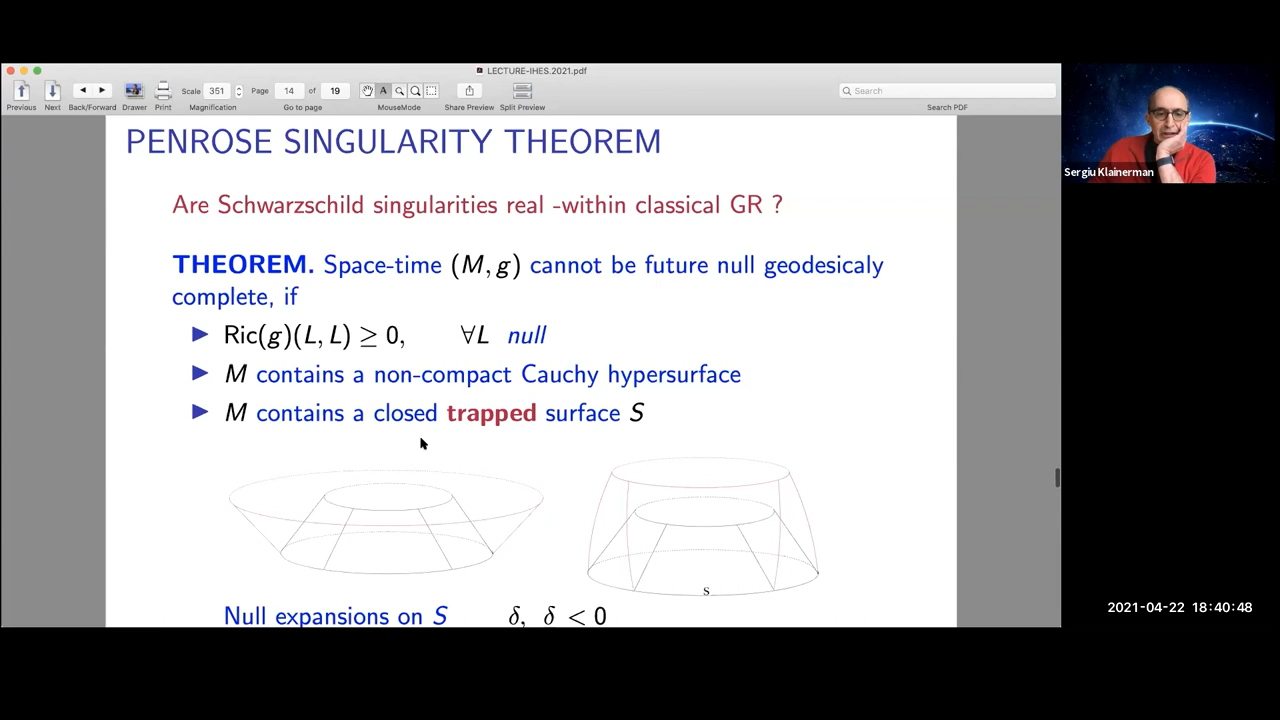 LECTURE-IHES.2021.pdf
Scale 351 Page 14 of 19 Search
Previous Next Back/Forward Drawer Print Magnification Go to page MouseMode Share Preview Split Preview Search PDF
PENROSE SINGULARITY THEOREM
Sergiu Klainerman
Are Schwarzschild singularities real -within classical GR ?
THEOREM. Space-time (M, g) cannot be future null geodesicaly
complete, if
▶ Ric(g)(L, L) ≥ 0, ∀L null
▶ M contains a non-compact Cauchy hypersurface
▶ M contains a closed trapped surface S
S
2021-04-22 18:40:48
Null expansions on S δ, δ < 0